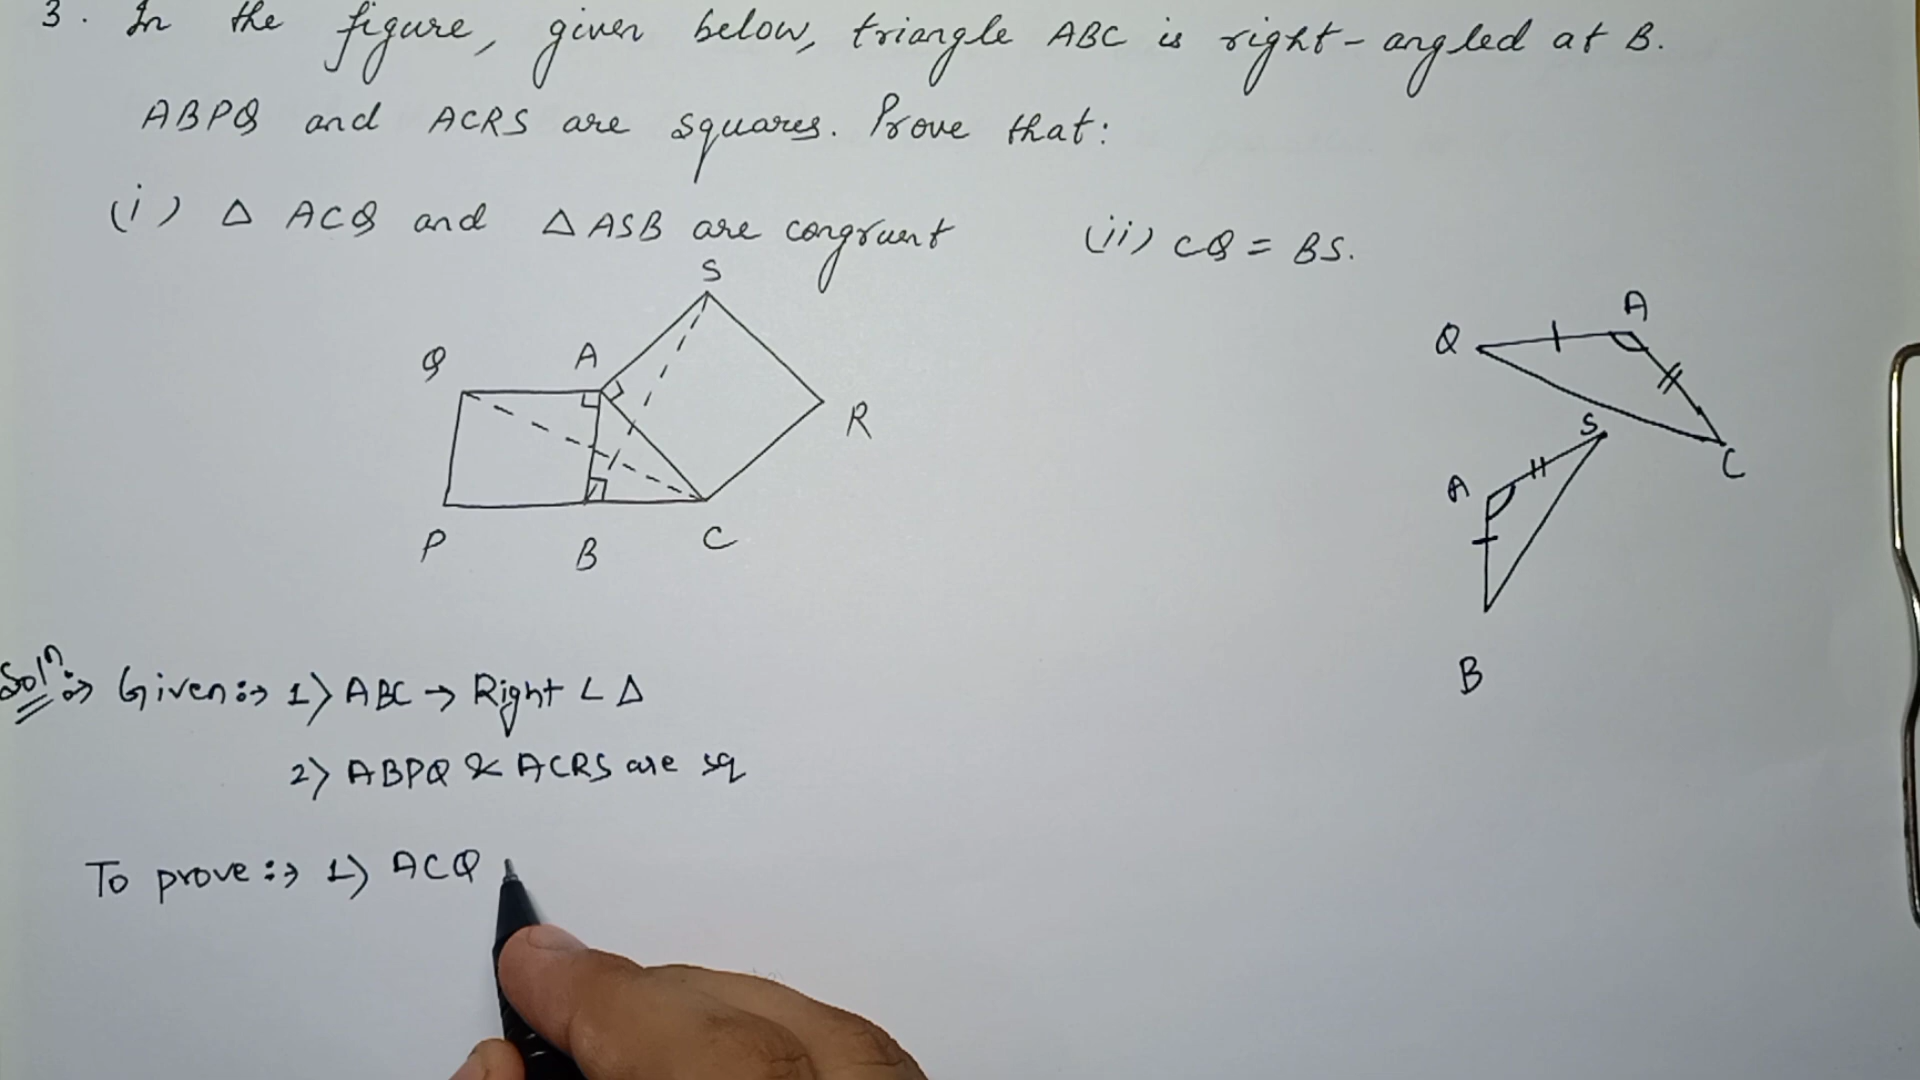 3. In the figure, given below, triangle ABC is right-angled at B.
ABPQ and ACRS are squares. Prove that:
(i) Δ ACQ and Δ ASB are congruent (ii) CQ = BS.
S
Q A
R
P B C
Q A
C
S
A
B
Solⁿ:→ Given:→ 1) ABC → Right ∠ Δ
2) ABPQ & ACRS are sq
To prove:→ 1) ACQ